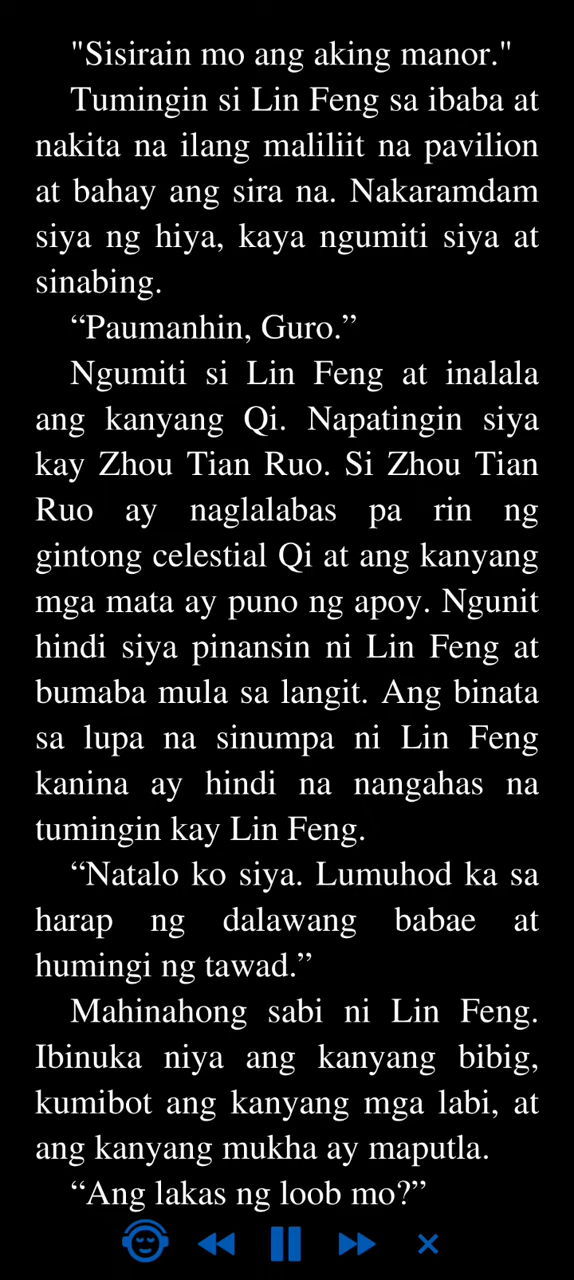 "Sisirain mo ang aking manor."
Tumingin si Lin Feng sa ibaba at
nakita na ilang maliliit na pavilion
at bahay ang sira na. Nakaramdam
siya ng hiya, kaya ngumiti siya at
sinabing.
“Paumanhin, Guro.”
Ngumiti si Lin Feng at inalala
ang kanyang Qi. Napatingin siya
kay Zhou Tian Ruo. Si Zhou Tian
Ruo ay naglalabas pa rin ng
gintong celestial Qi at ang kanyang
mga mata ay puno ng apoy. Ngunit
hindi siya pinansin ni Lin Feng at
bumaba mula sa langit. Ang binata
sa lupa na sinumpa ni Lin Feng
kanina ay hindi na nangahas na
tumingin kay Lin Feng.
“Natalo ko siya. Lumuhod ka sa
harap ng dalawang babae at
humingi ng tawad.”
Mahinahong sabi ni Lin Feng.
Ibinuka niya ang kanyang bibig,
kumibot ang kanyang mga labi, at
ang kanyang mukha ay maputla.
“Ang lakas ng loob mo?”